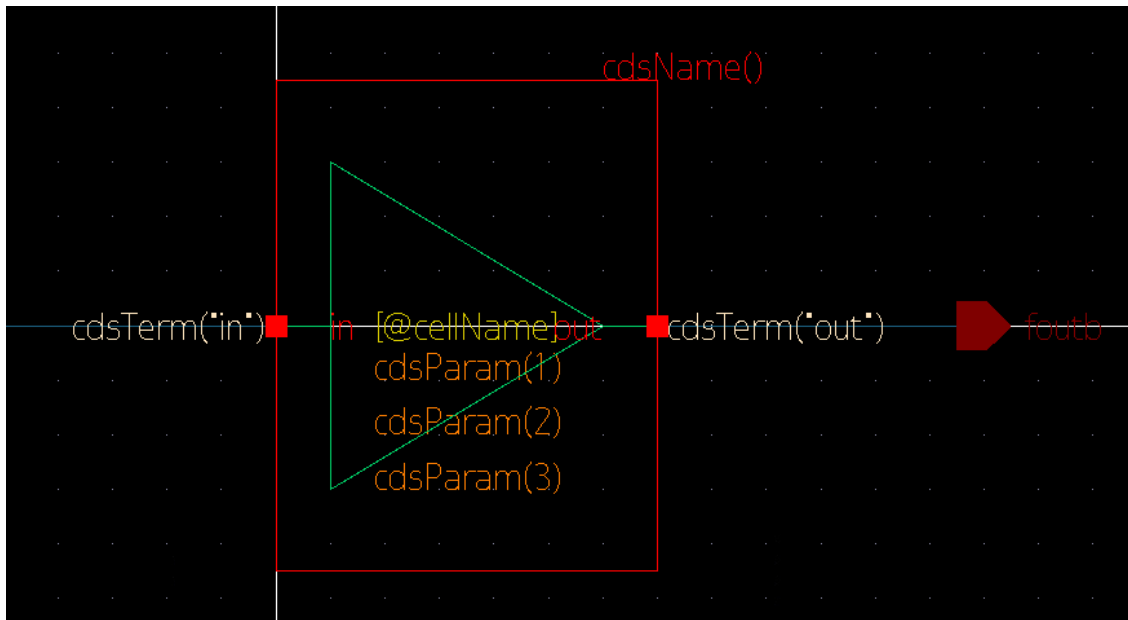 cdsName()
cdsTerm("in") in [@cellName] out cdsTerm("out") foutb
cdsParam(1)
cdsParam(2)
cdsParam(3)